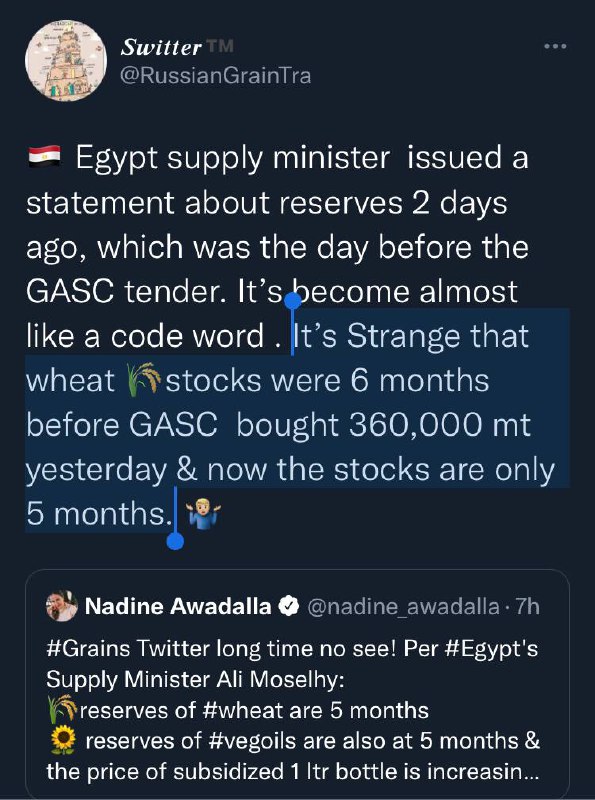 Switter™
@RussianGrainTra
🇪🇬 Egypt supply minister issued a
statement about reserves 2 days
ago, which was the day before the
GASC tender. It’s become almost
like a code word . It’s Strange that
wheat 🌾stocks were 6 months
before GASC bought 360,000 mt
yesterday & now the stocks are only
5 months. 🤷🏼‍♂️
Nadine Awadalla @nadine_awadalla · 7h
#Grains Twitter long time no see! Per #Egypt's
Supply Minister Ali Moselhy:
🌾reserves of #wheat are 5 months
🌻 reserves of #vegoils are also at 5 months &
the price of subsidized 1 ltr bottle is increasin...